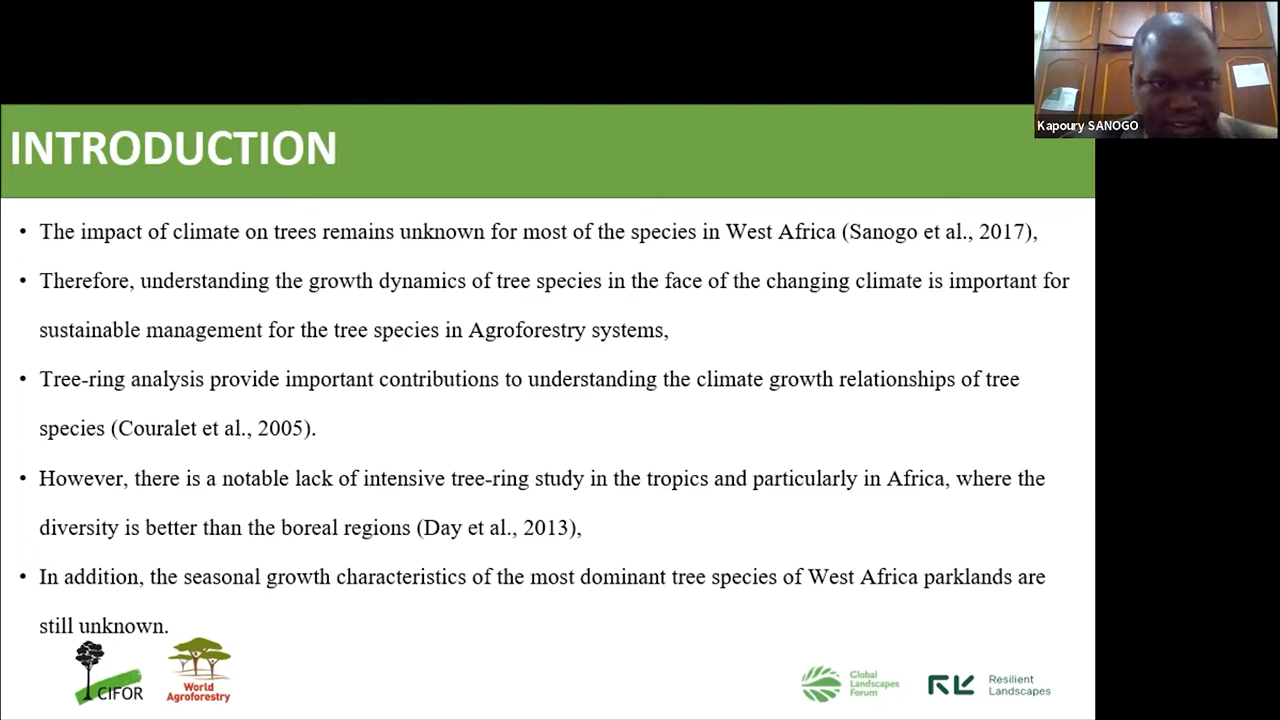 Kapoury SANOGO
INTRODUCTION
• The impact of climate on trees remains unknown for most of the species in West Africa (Sanogo et al., 2017),
• Therefore, understanding the growth dynamics of tree species in the face of the changing climate is important for
sustainable management for the tree species in Agroforestry systems,
• Tree-ring analysis provide important contributions to understanding the climate growth relationships of tree
species (Couralet et al., 2005).
• However, there is a notable lack of intensive tree-ring study in the tropics and particularly in Africa, where the
diversity is better than the boreal regions (Day et al., 2013),
• In addition, the seasonal growth characteristics of the most dominant tree species of West Africa parklands are
still unknown.
CIFOR
World
Agroforestry
Global
Landscapes
Forum
Resilient
Landscapes